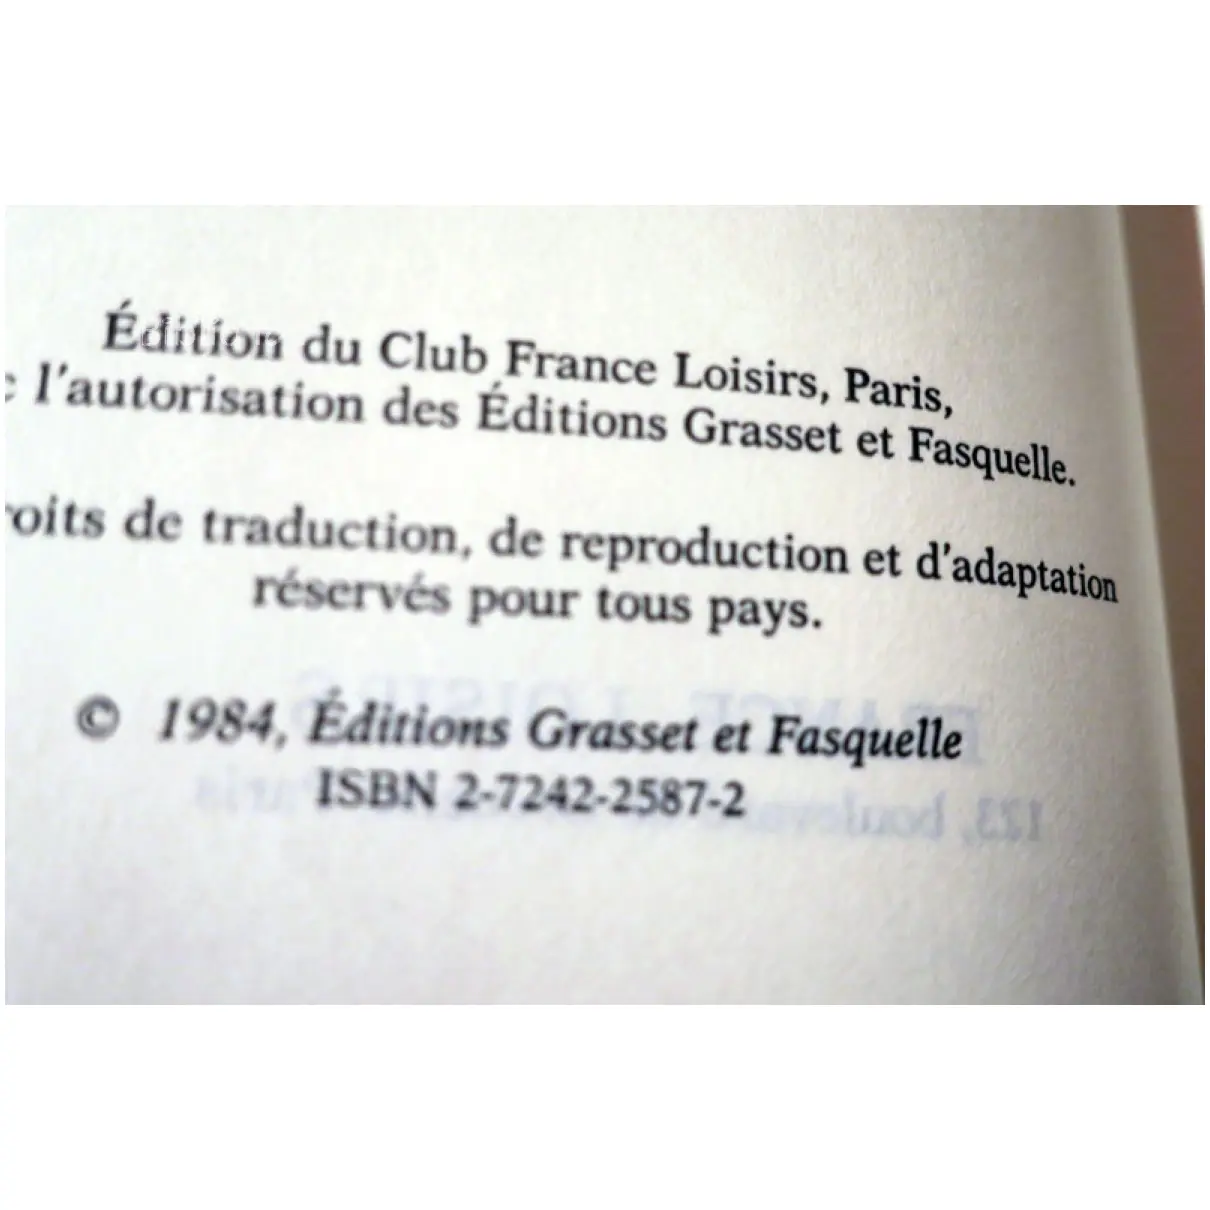 Édition du Club France Loisirs, Paris,
l'autorisation des Éditions Grasset et Fasquelle.
de traduction, de reproduction et d'adaptation
réservés pour tous pays.
© 1984, Éditions Grasset et Fasquelle
ISBN 2-7242-2587-2